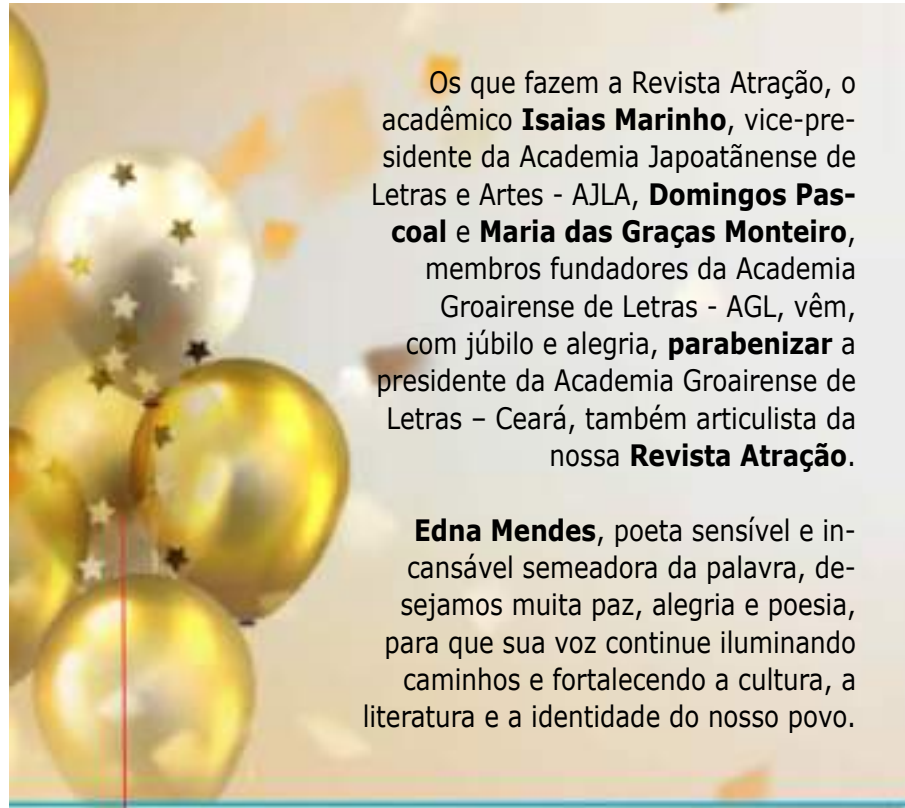 Os que fazem a Revista Atração, o
acadêmico Isaias Marinho, vice-pre-
sidente da Academia Japoatãnense de
Letras e Artes - AJLA, Domingos Pas-
coal e Maria das Graças Monteiro,
membros fundadores da Academia
Groairense de Letras - AGL, vêm,
com júbilo e alegria, parabenizar a
presidente da Academia Groairense de
Letras – Ceará, também articulista da
nossa Revista Atração.
Edna Mendes, poeta sensível e in-
cansável semeadora da palavra, de-
sejamos muita paz, alegria e poesia,
para que sua voz continue iluminando
caminhos e fortalecendo a cultura, a
literatura e a identidade do nosso povo.